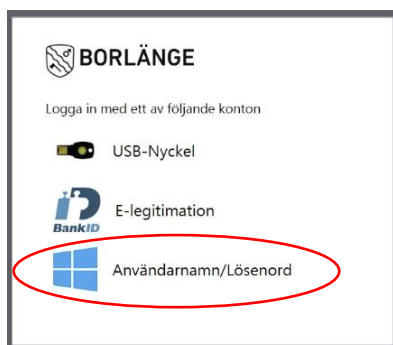 BORLÄNGE
Logga in med ett av följande konton
USB-Nyckel
BankID E-legitimation
Användarnamn/Lösenord